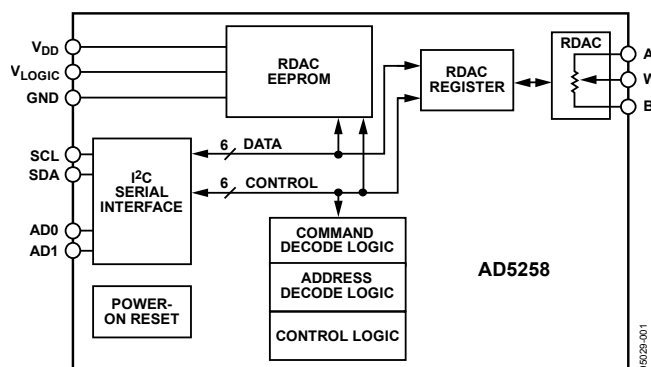 V_DD
V_LOGIC
GND
SCL
SDA
AD0
AD1
RDAC
EEPROM
RDAC
REGISTER
RDAC
A
W
B
I²C
SERIAL
INTERFACE
6 DATA
6 CONTROL
COMMAND
DECODE LOGIC
ADDRESS
DECODE LOGIC
CONTROL LOGIC
POWER-
ON RESET
AD5258
05029-001